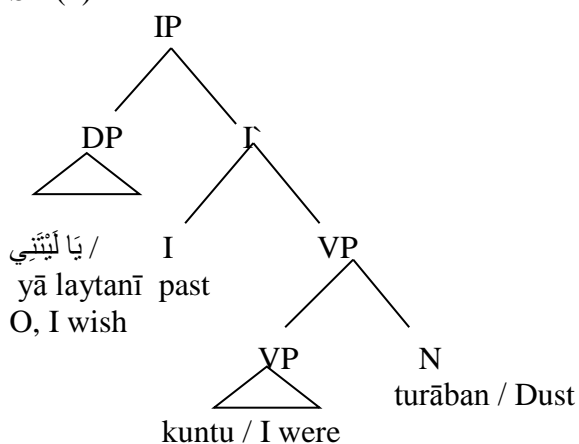 IP
DP I`
يَا لَيْتَنِي / I VP
yā laytanī past
O, I wish
VP N
turāban / Dust
kuntu / I were